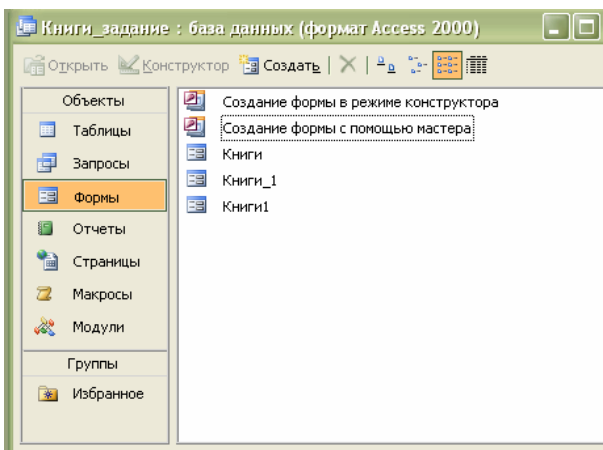 Книги_задание : база данных (формат Access 2000)
Открыть Конструктор Создать
Объекты
Таблицы
Запросы
Формы
Отчеты
Страницы
Макросы
Модули
Группы
Избранное
Создание формы в режиме конструктора
Создание формы с помощью мастера
Книги
Книги_1
Книги1